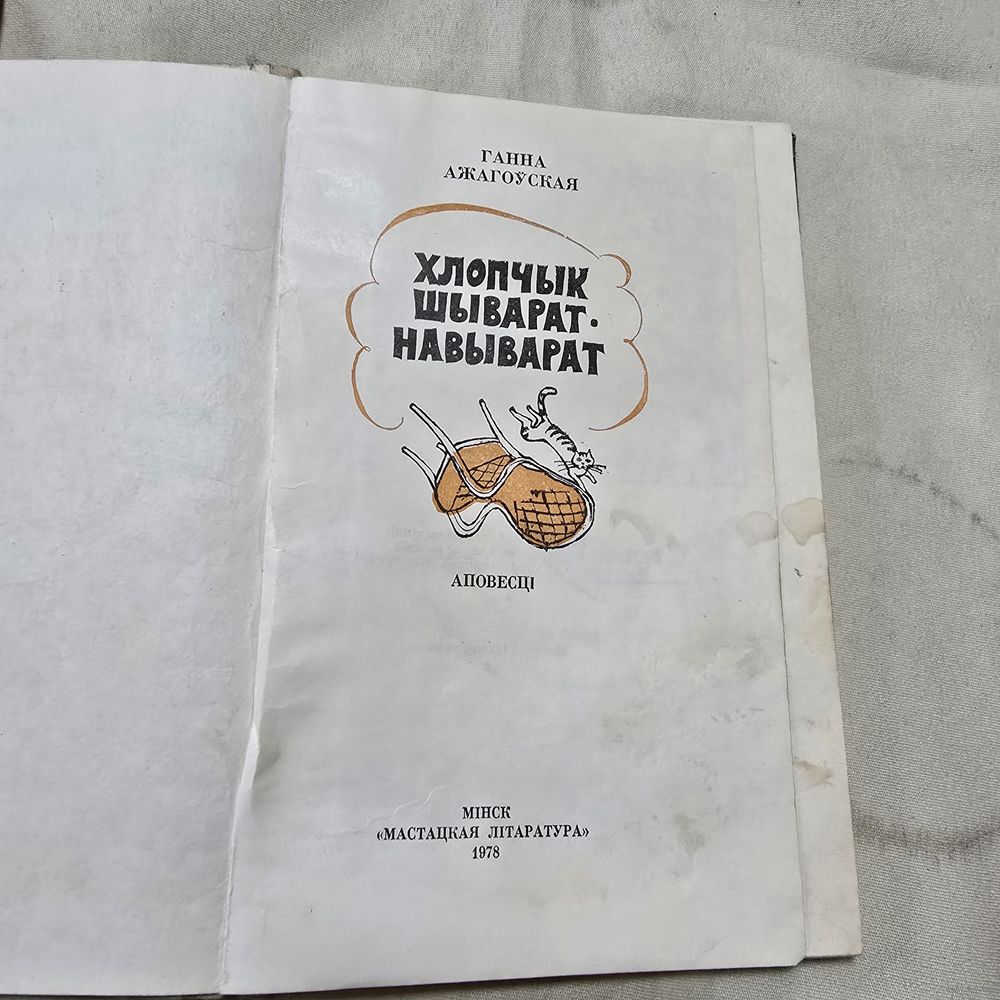 ГАННА
АЖАГОЎСКАЯ
ХЛОПЧЫК
ШЫВАРАТ-
НАВЫВАРАТ
АПОВЕСЦІ
МІНСК
«МАСТАЦКАЯ ЛІТАРАТУРА»
1978